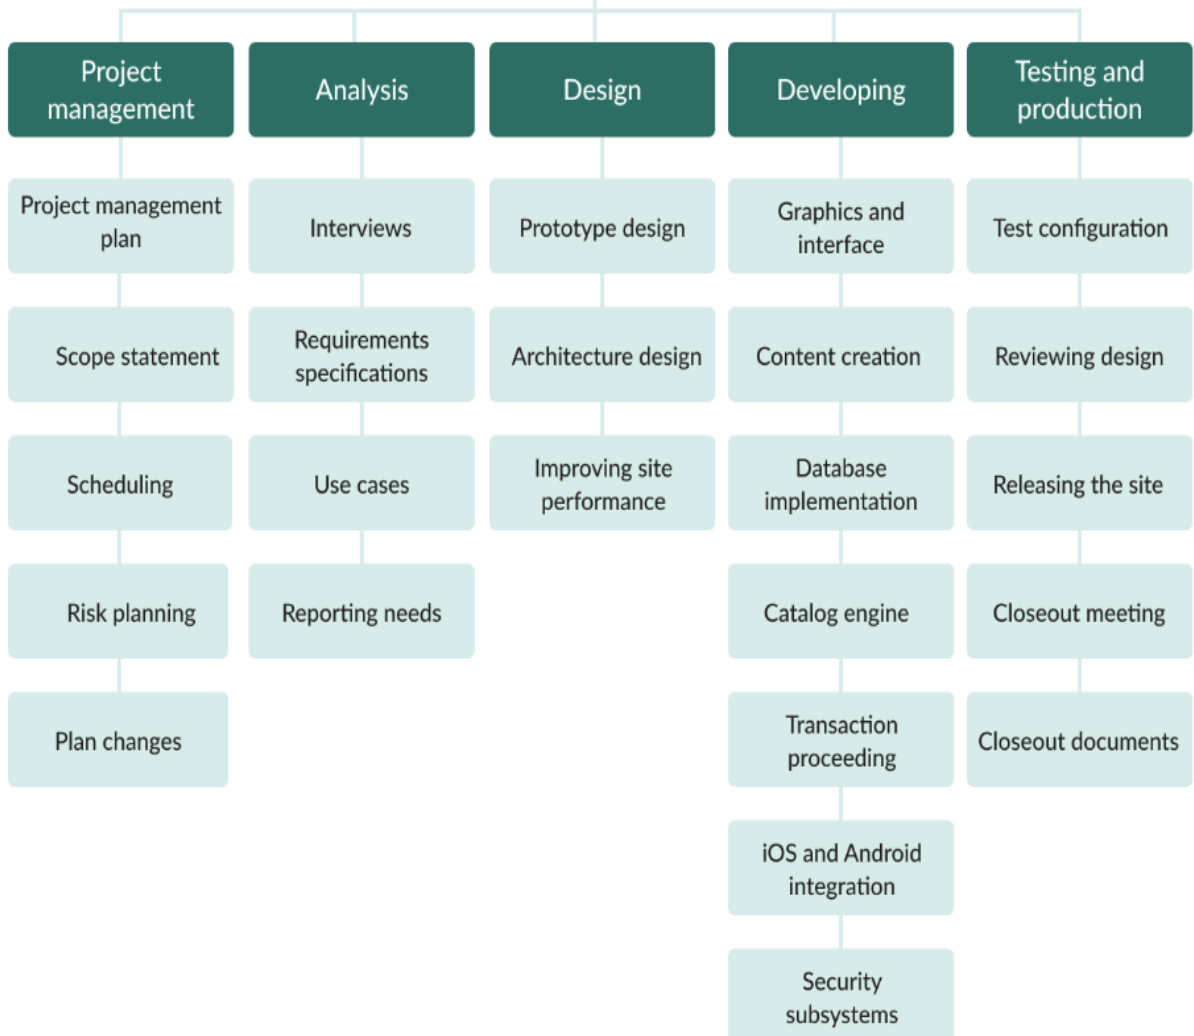 Project
management
Analysis
Design
Developing
Testing and
production
Project management
plan
Scope statement
Scheduling
Risk planning
Plan changes
Interviews
Requirements
specifications
Use cases
Reporting needs
Prototype design
Architecture design
Improving site
performance
Graphics and
interface
Content creation
Database
implementation
Catalog engine
Transaction
proceeding
iOS and Android
integration
Security
subsystems
Test configuration
Reviewing design
Releasing the site
Closeout meeting
Closeout documents